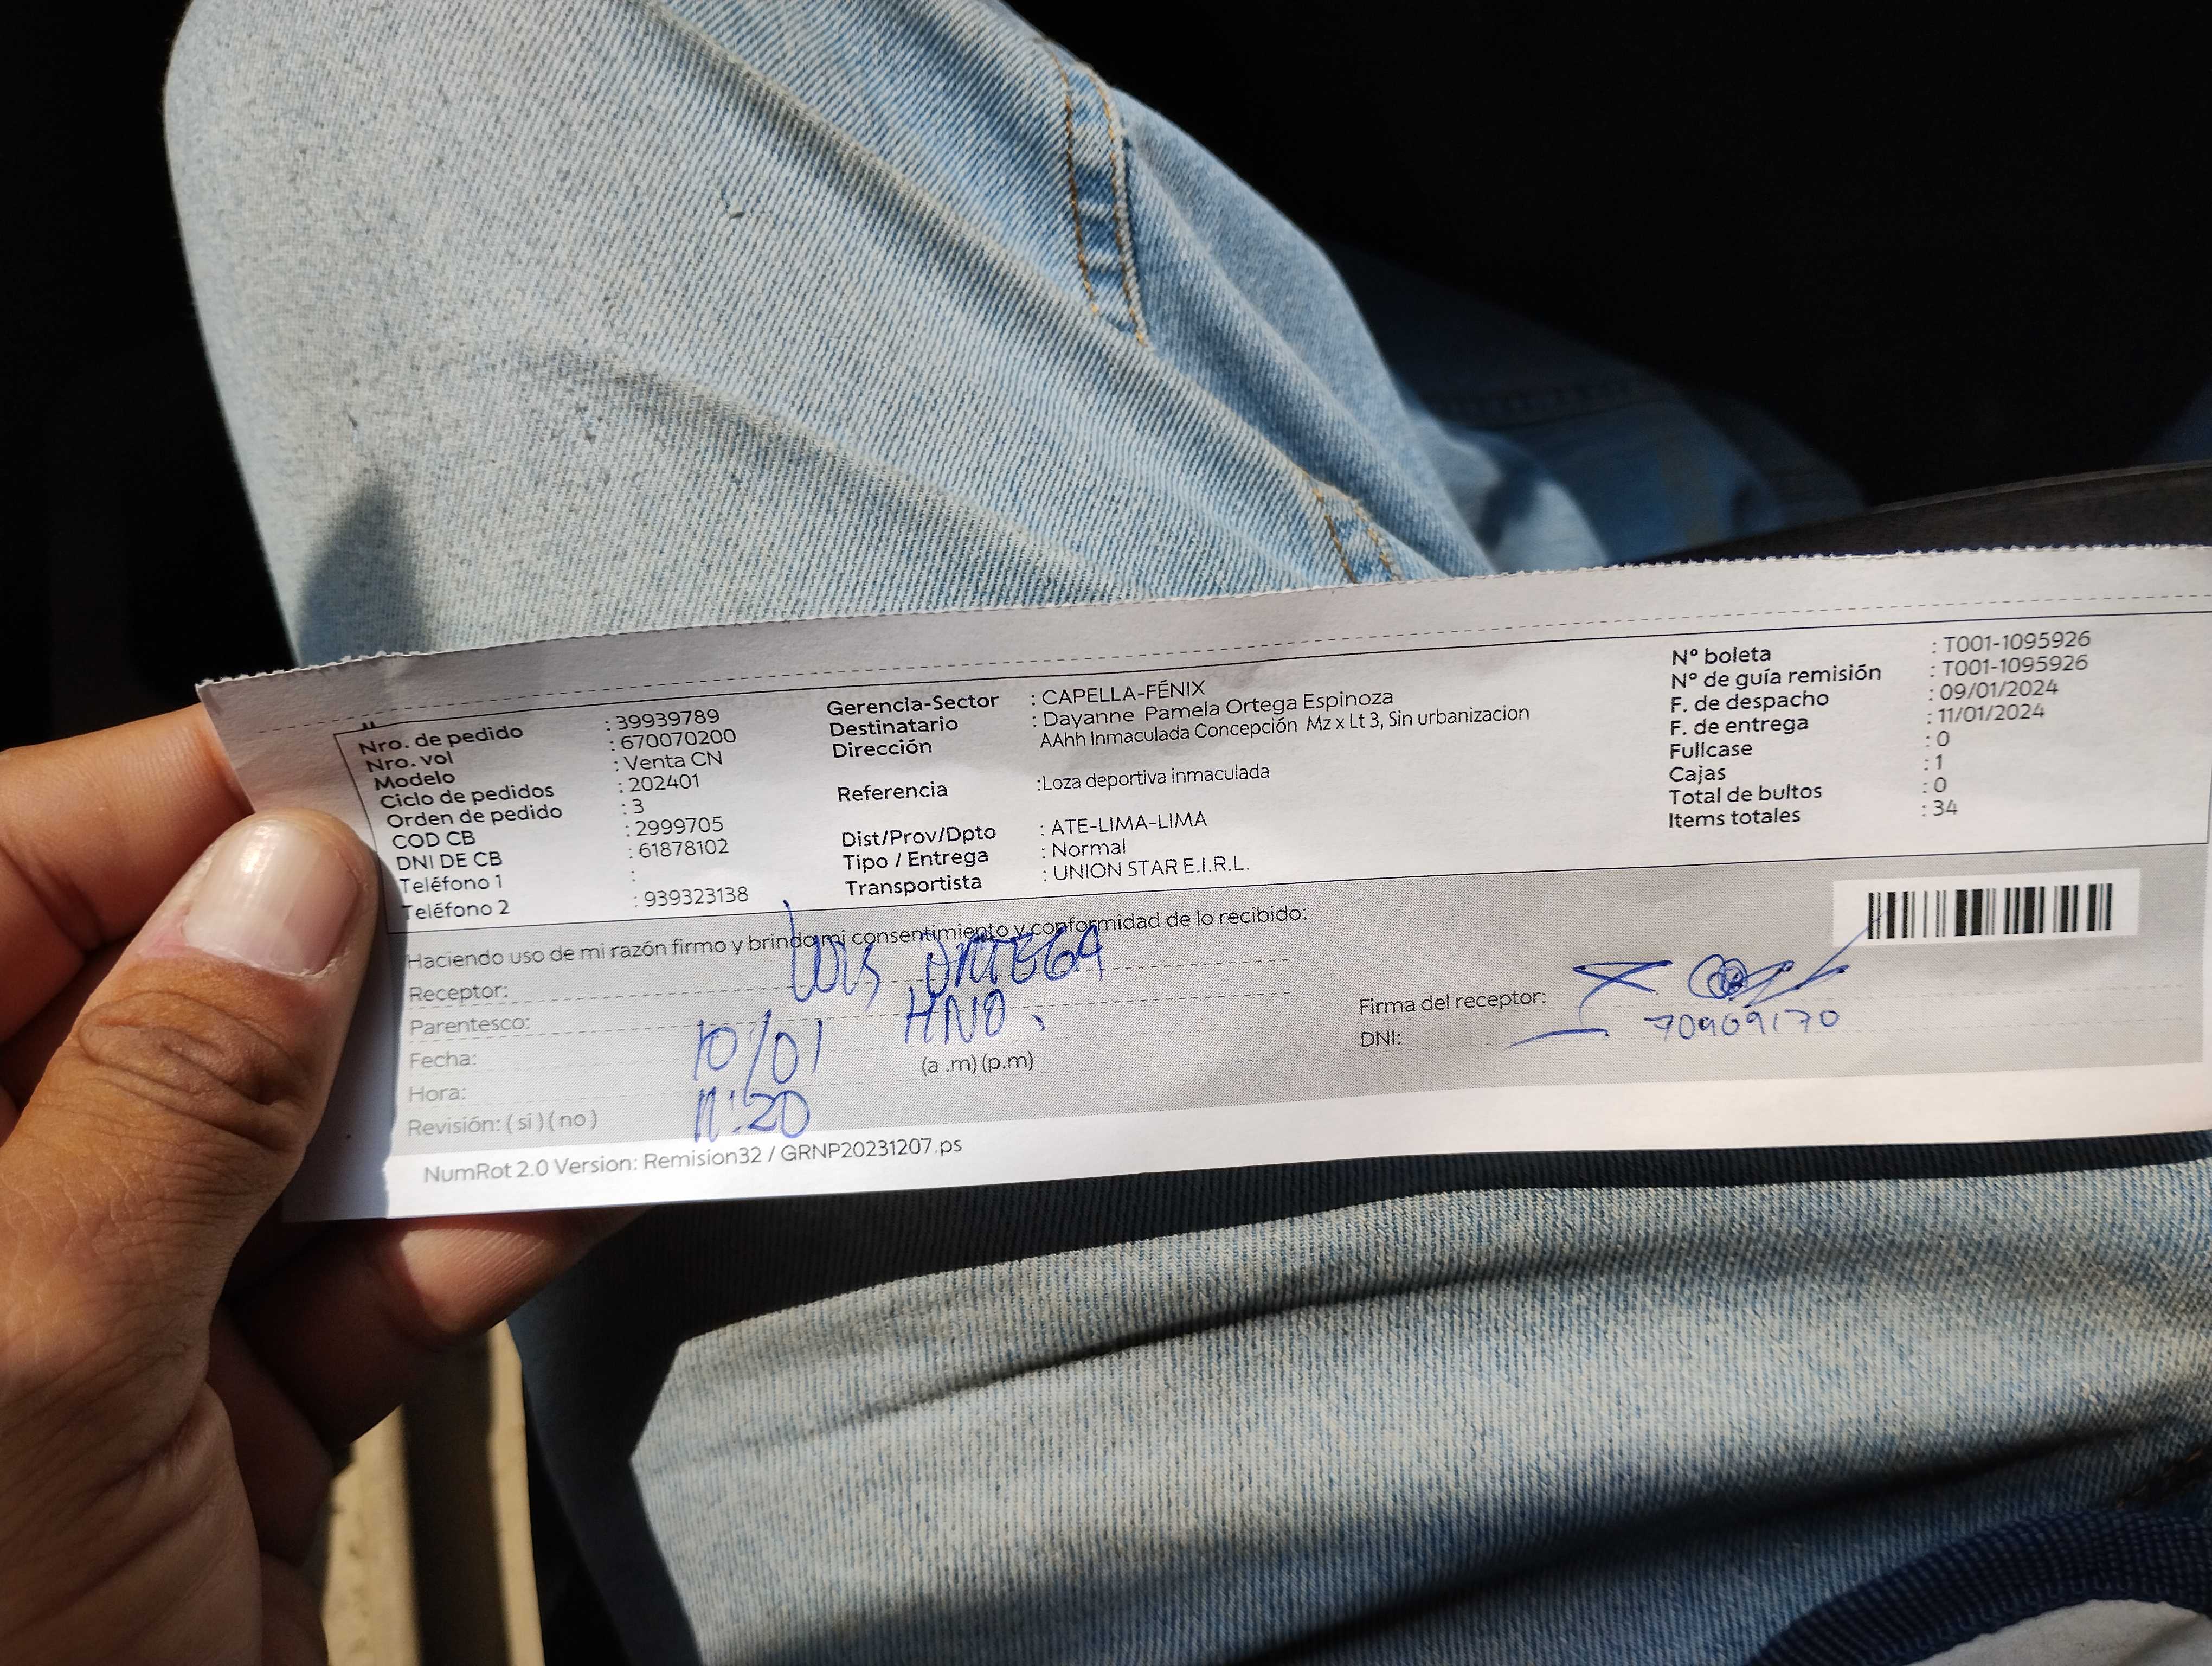 Nro. de pedido : 39939789
Nro. vol : 670070200
Modelo : Venta CN
Ciclo de pedidos : 202401
Orden de pedido : 3
COD CB : 2999705
DNI DE CB : 61878102
Teléfono 1 :
Teléfono 2 : 939323138
Gerencia-Sector : CAPELLA-FÉNIX
Destinatario : Dayanne Pamela Ortega Espinoza
Dirección AAhh Inmaculada Concepción Mz x Lt 3, Sin urbanizacion
Referencia :Loza deportiva inmaculada
Dist/Prov/Dpto : ATE-LIMA-LIMA
Tipo / Entrega : Normal
Transportista : UNION STAR E.I.R.L.
Nº boleta : T001-1095926
Nº de guía remisión : T001-1095926
F. de despacho : 09/01/2024
F. de entrega : 11/01/2024
Fullcase : 0
Cajas : 1
Total de bultos : 0
Items totales : 34
Haciendo uso de mi razón firmo y brindo mi consentimiento y conformidad de lo recibido:
Receptor: LUIS ORTEGA
Parentesco: HNO.
Fecha: 10/01
Hora: 11:20 (a .m) (p.m)
Revisión: ( si ) ( no )
Firma del receptor:
DNI: 70969170
NumRot 2.0 Version: Remision32 / GRNP20231207.ps